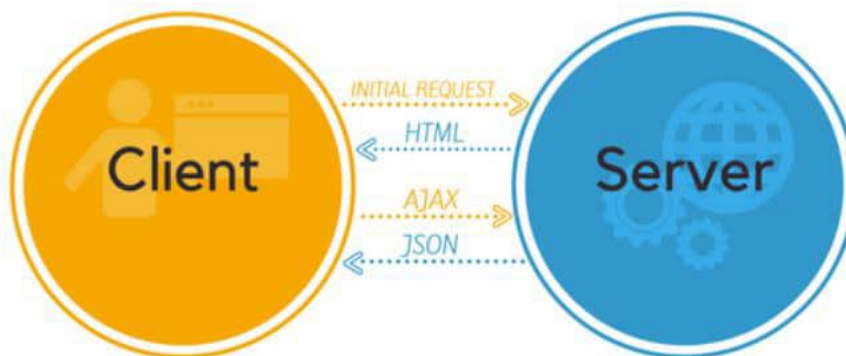 Client
INITIAL REQUEST
HTML
AJAX
JSON
Server